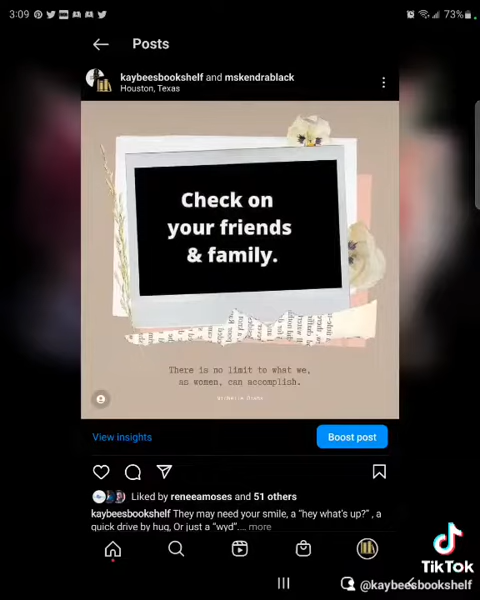 3:09
73%
Posts
kaybeesbookshelf and mskendrablack
Houston, Texas
Check on
your friends
& family.
There is no limit to what we,
as women, can accomplish.
View insights
Boost post
Liked by reneeamoses and 51 others
kaybeesbookshelf They may need your smile, a “hey what's up?” , a
quick drive by hug, Or just a “wyd”.... more
TikTok
@kaybeesbookshelf